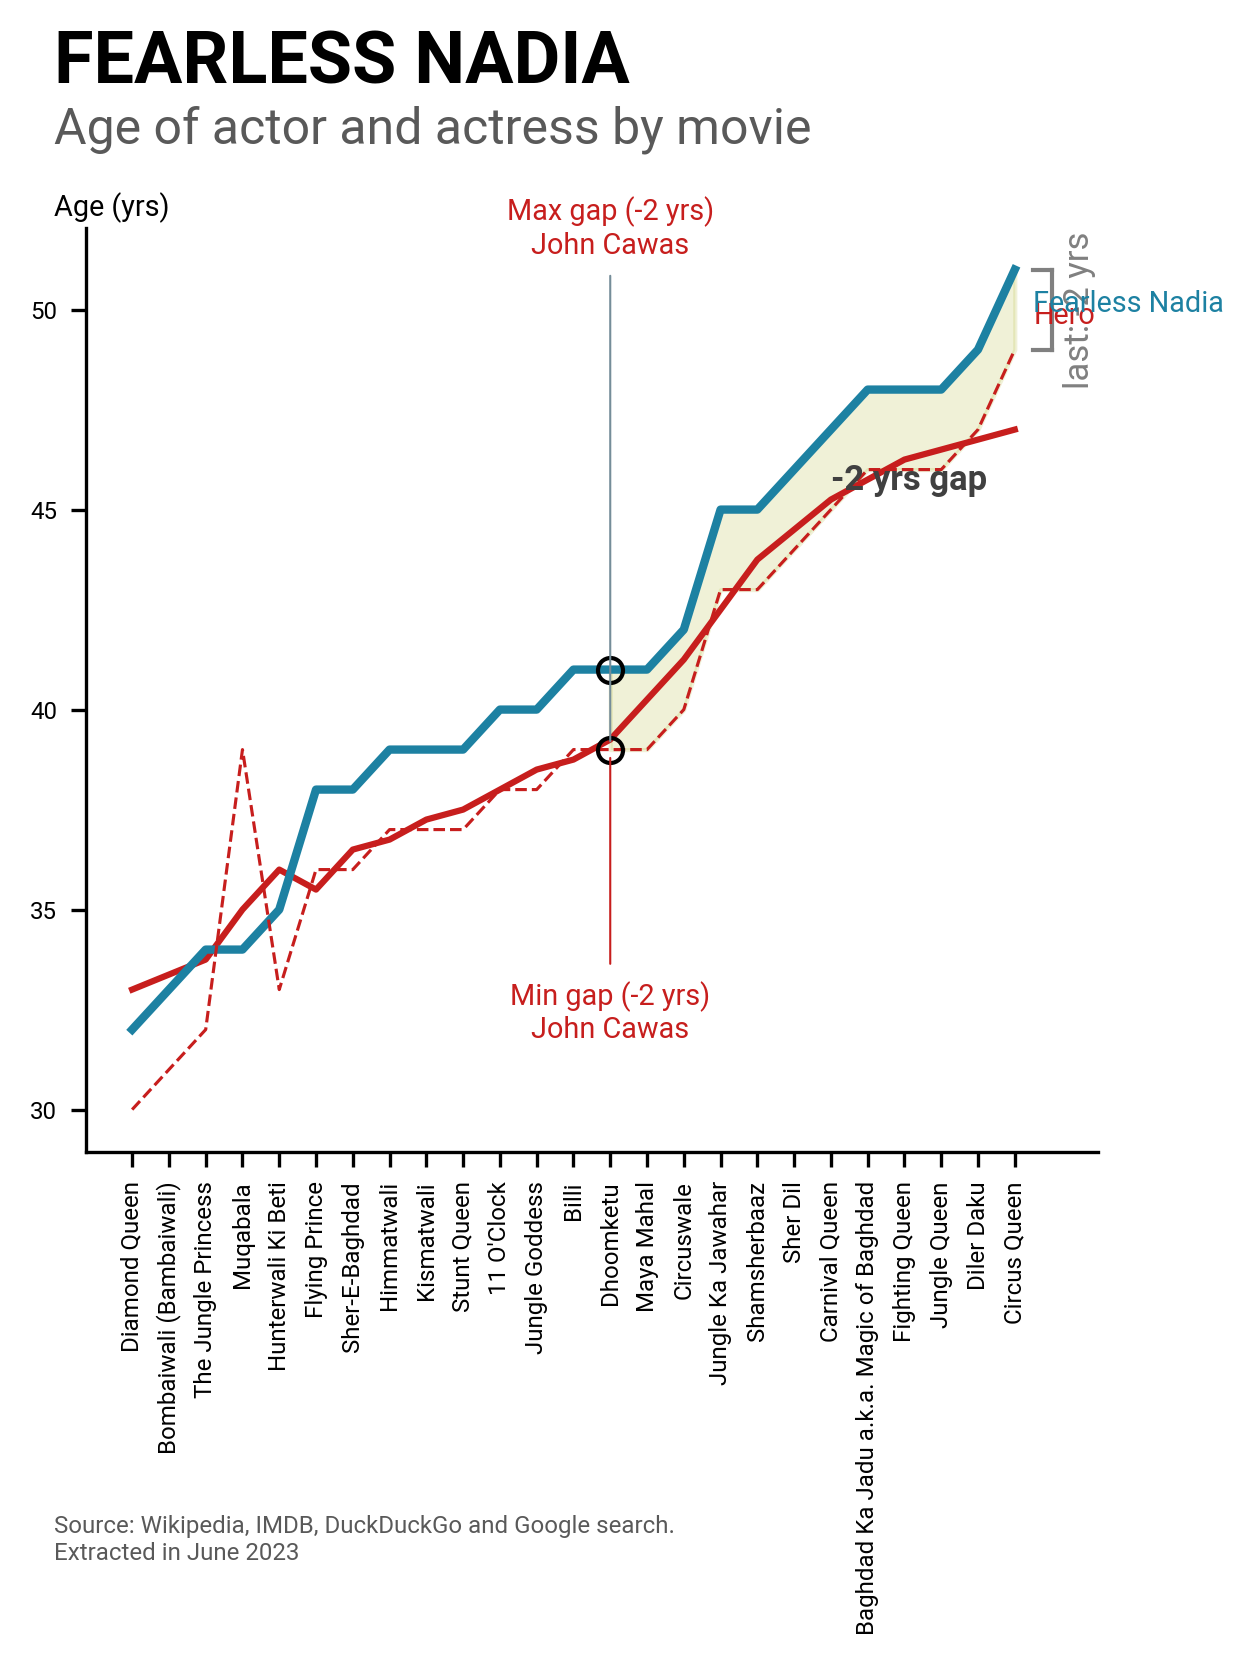 FEARLESS NADIA
Age of actor and actress by movie
Age (yrs)
Max gap (-2 yrs)
John Cawas
50
45
40
35
30
last:-2 yrs
Fearless Nadia
Hero
-2 yrs gap
Min gap (-2 yrs)
John Cawas
Diamond Queen
Bombaiwali (Bambaiwali)
The Jungle Princess
Muqabala
Hunterwali Ki Beti
Flying Prince
Sher-E-Baghdad
Himmatwali
Kismatwali
Stunt Queen
11 O'Clock
Jungle Goddess
Billi
Dhoomketu
Maya Mahal
Circuswale
Jungle Ka Jawahar
Shamsherbaaz
Sher Dil
Carnival Queen
Baghdad Ka Jadu a.k.a. Magic of Baghdad
Fighting Queen
Jungle Queen
Diler Daku
Circus Queen
Source: Wikipedia, IMDB, DuckDuckGo and Google search.
Extracted in June 2023